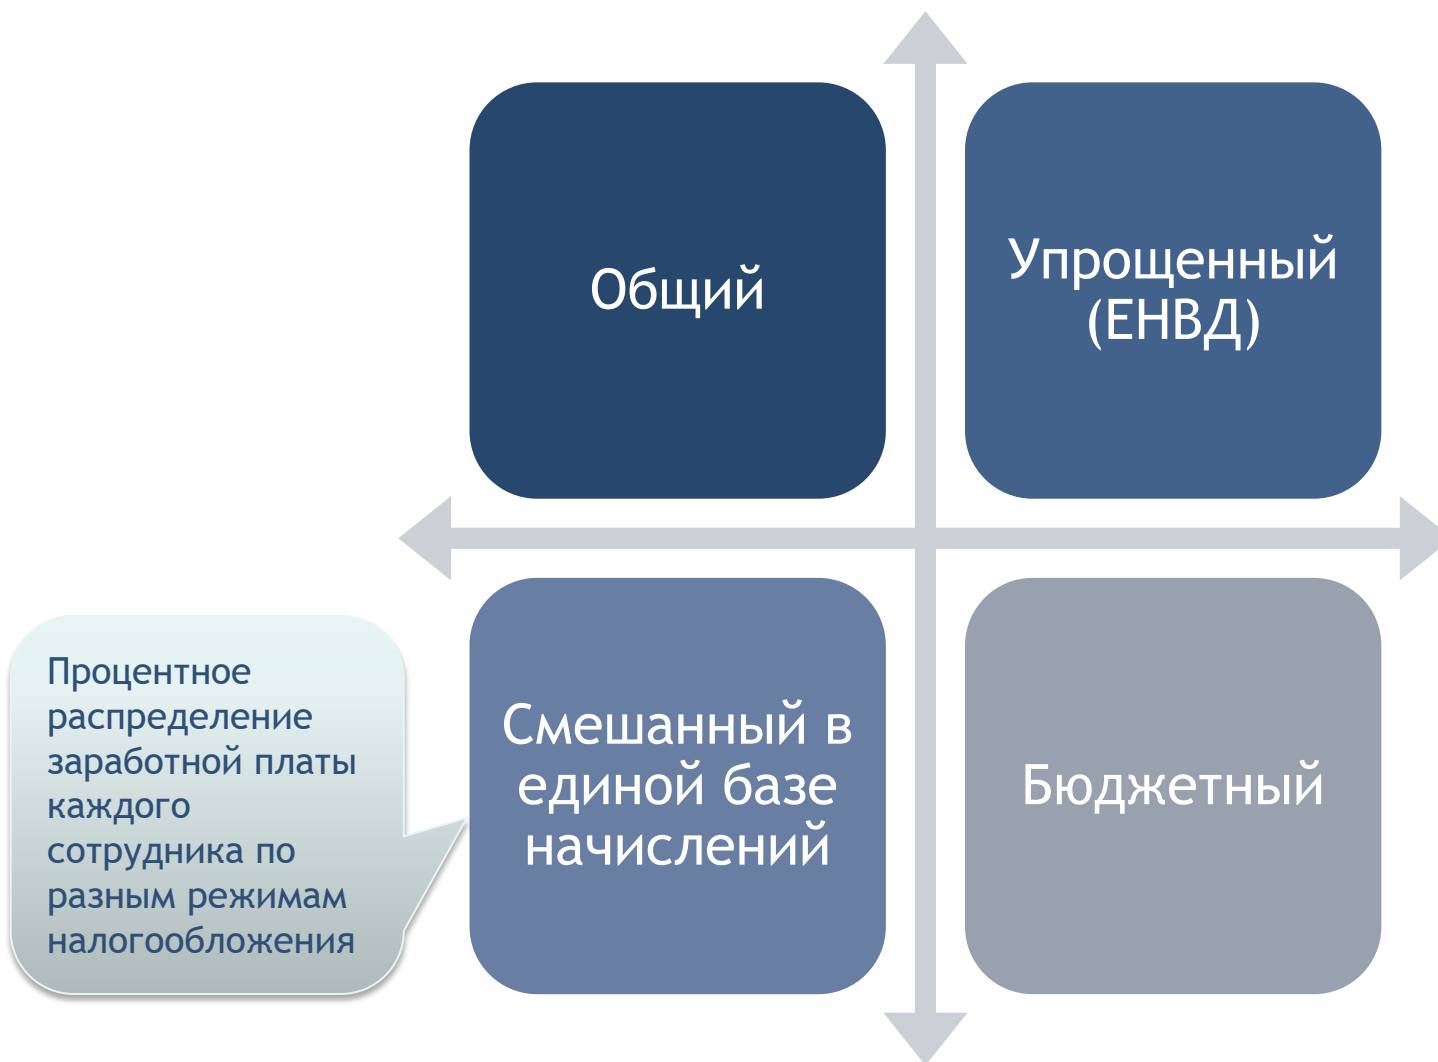 Общий
Упрощенный
(ЕНВД)
Процентное
распределение
заработной платы
каждого
сотрудника по
разным режимам
налогообложения
Смешанный в
единой базе
начислений
Бюджетный